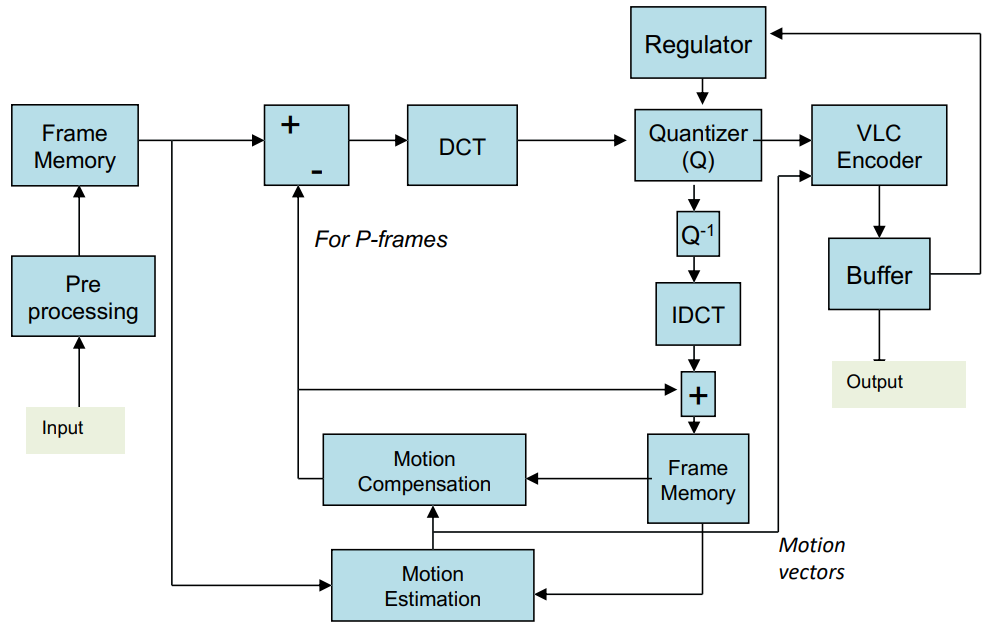 Regulator
Frame
Memory
+
-
DCT
Quantizer
(Q)
VLC
Encoder
For P-frames
Q-1
Pre
processing
Buffer
IDCT
Input
+
Output
Motion
Compensation
Frame
Memory
Motion
vectors
Motion
Estimation